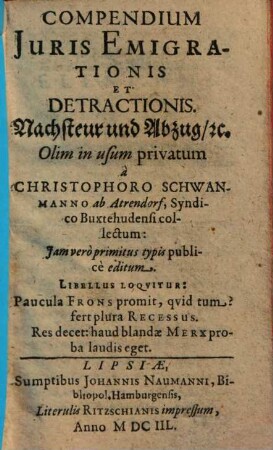 COMPENDIUM
JURIS EMIGRA-
TIONIS
ET
DETRACTIONIS.
Nachsteur und Abzug/ꝛc.
Olim in usum privatum
à
CHRISTOPHORO SCHWAN-
MANNO ab Atrendorf, Syndi-
co Buxtehudensi col-
lectum:
Jam verò primitus typis publi-
cè editum.
LIBELLUS LOQVITUR:
Paucula FRONS promit, qvid tum?
fert plura RECESSUS.
Res decet: haud blandæ MERX pro-
ba laudis eget.
LIPSIÆ,
Sumptibus JOHANNIS NAUMANNI, Bi-
bliopol. Hamburgensis,
Literulis RITZSCHIANIS impressum,
Anno M DC IIL.